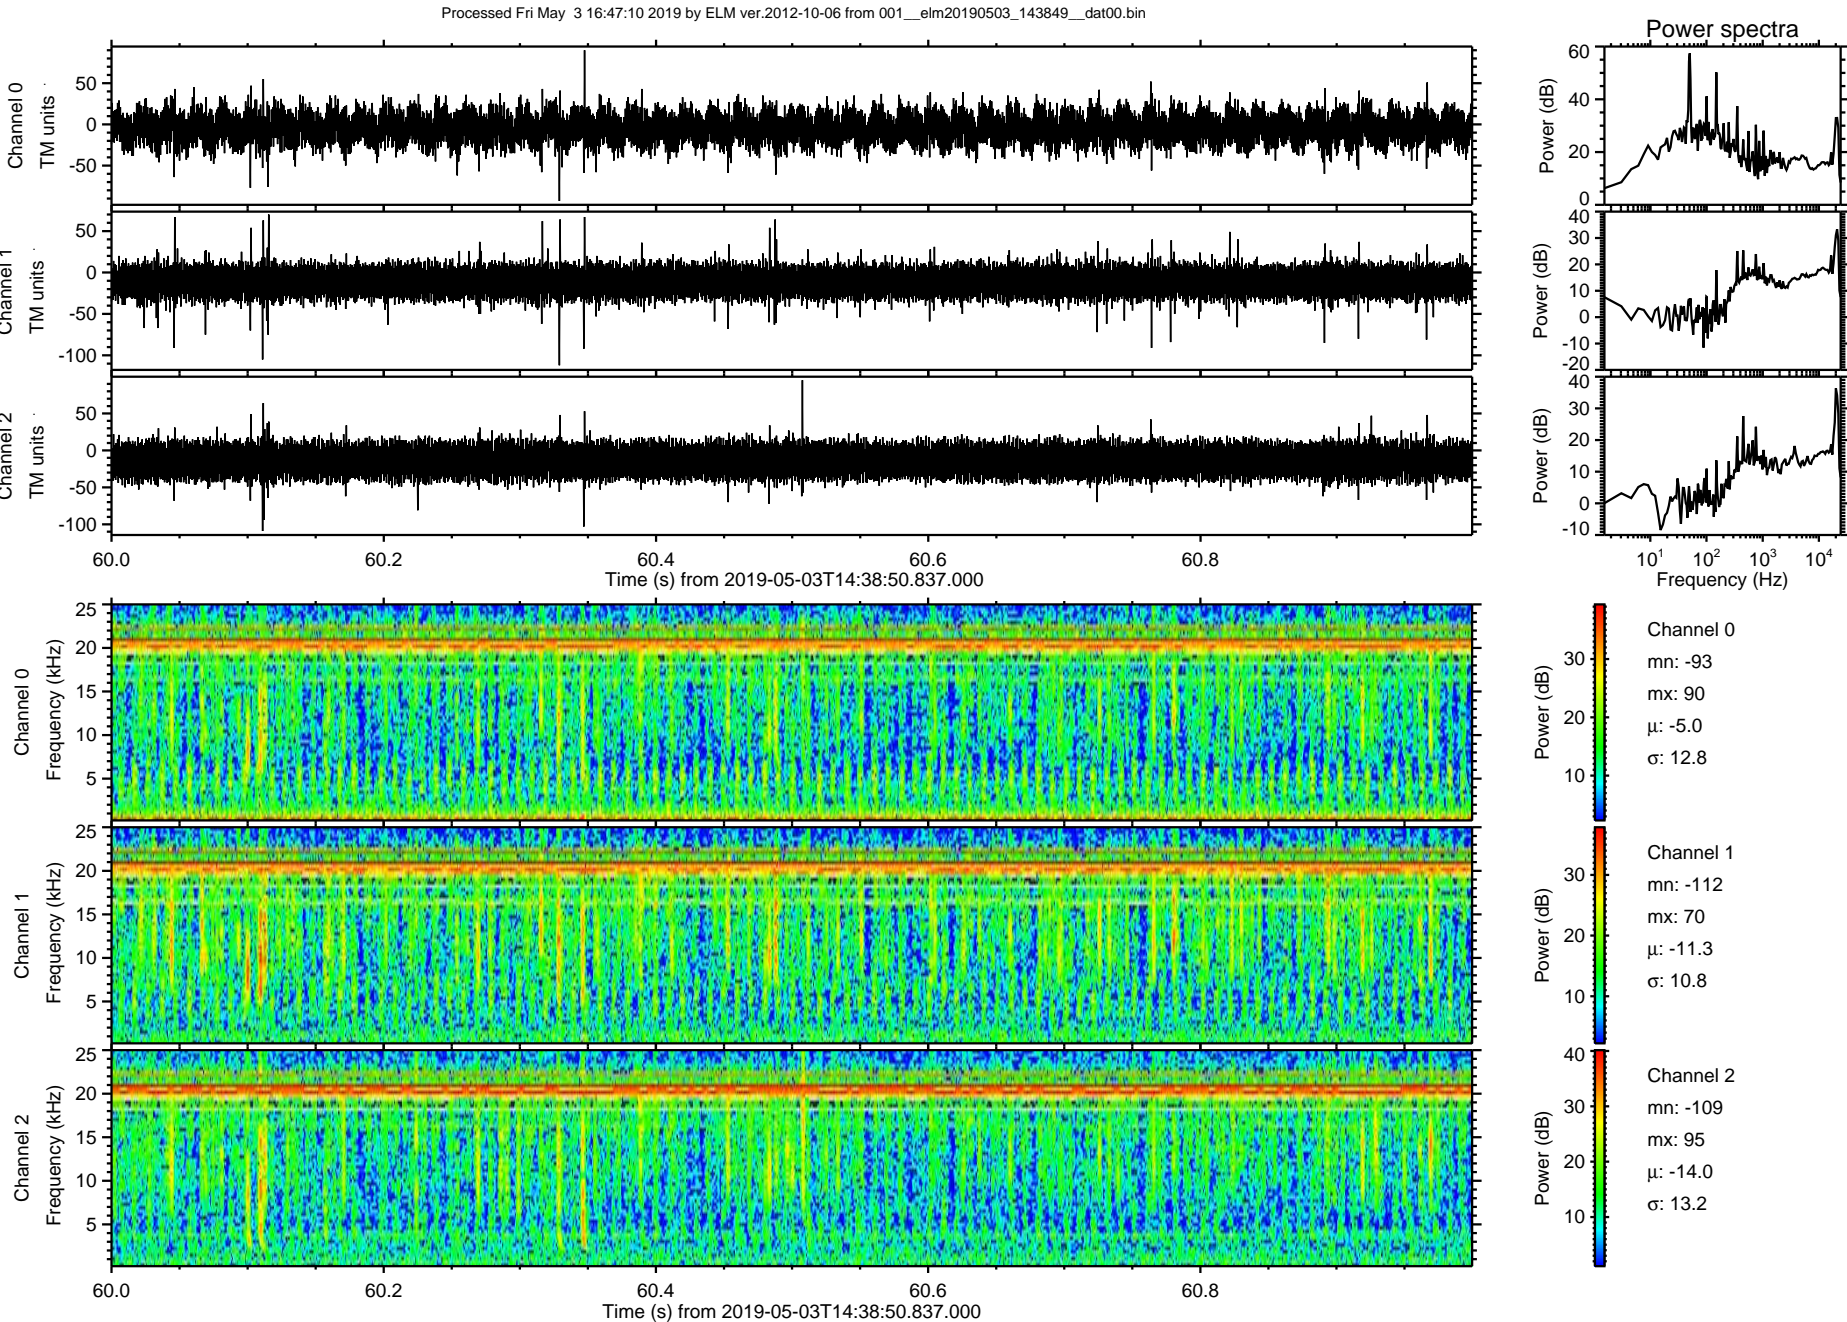 Processed Fri May  3 16:47:10 2019 by ELM ver.2012-10-06 from 001__elm20190503_143849__dat00.bin
Power spectra
Channel 0
TM units
50
0
-50
Power (dB)
60
40
20
0
Channel 1
TM units
50
0
-50
-100
Power (dB)
40
30
20
10
0
-10
-20
Channel 2
TM units
50
0
-50
-100
Power (dB)
40
30
20
10
0
-10
60.0 60.2 60.4 60.6 60.8
Time (s) from 2019-05-03T14:38:50.837.000
10¹ 10² 10³ 10⁴
Frequency (Hz)
Channel 0
Frequency (kHz)
25
20
15
10
5
Power (dB)
30
20
10
Channel 0
mn: -93
mx: 90
μ: -5.0
σ: 12.8
Channel 1
Frequency (kHz)
25
20
15
10
5
Power (dB)
30
20
10
Channel 1
mn: -112
mx: 70
μ: -11.3
σ: 10.8
Channel 2
Frequency (kHz)
25
20
15
10
5
Power (dB)
40
30
20
10
Channel 2
mn: -109
mx: 95
μ: -14.0
σ: 13.2
60.0 60.2 60.4 60.6 60.8
Time (s) from 2019-05-03T14:38:50.837.000